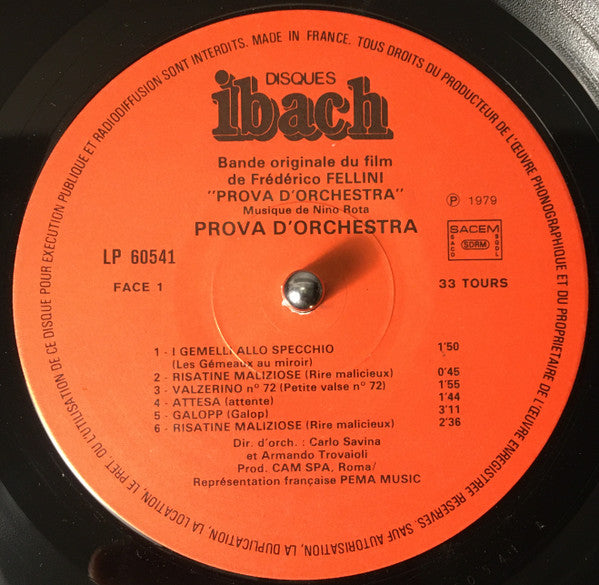 DISQUES
ibach
Bande originale du film
de Frédérico FELLINI
"PROVA D'ORCHESTRA"
Musique de Nino Rota
PROVA D'ORCHESTRA
Ⓟ 1979
SACEM
SACD
SDRM
SGDL
LP 60541
FACE 1
33 TOURS
1 - I GEMELLI ALLO SPECCHIO 1'50
(Les Gémeaux au miroir)
2 - RISATINE MALIZIOSE (Rire malicieux) 0'45
3 - VALZERINO nº 72 (Petite valse nº 72) 1'55
4 - ATTESA (attente) 1'44
5 - GALOPP (Galop) 3'11
6 - RISATINE MALIZIOSE (Rire malicieux) 2'36
Dir. d'orch. : Carlo Savina
et Armando Trovaioli
Prod. CAM SPA, Roma/
Représentation française PEMA MUSIC
MADE IN FRANCE. TOUS DROITS DU PRODUCTEUR DE L'ŒUVRE PHONOGRAPHIQUE ET DU PROPRIETAIRE DE L'ŒUVRE ENREGISTREE RESERVES. SAUF AUTORISATION, LA DUPLICATION, LA LOCATION, LE PRET, OU L'UTILISATION DE CE DISQUE POUR EXECUTION PUBLIQUE ET RADIODIFFUSION SONT INTERDITS.